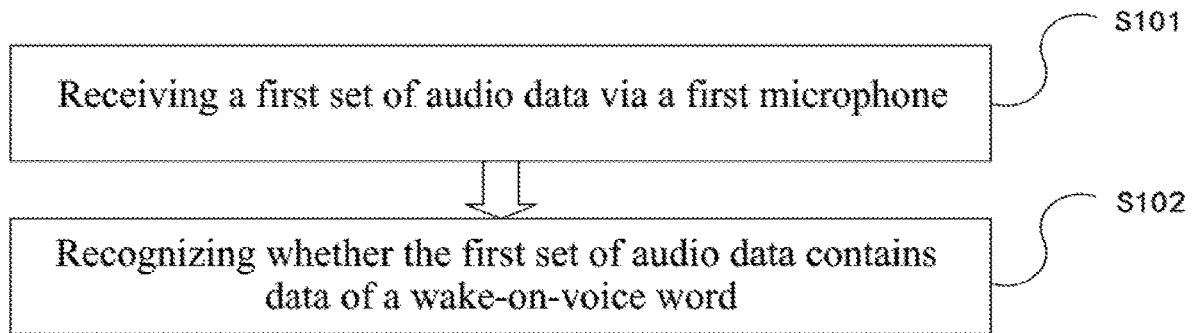 S101
Receiving a first set of audio data via a first microphone
S102
Recognizing whether the first set of audio data contains
data of a wake-on-voice word